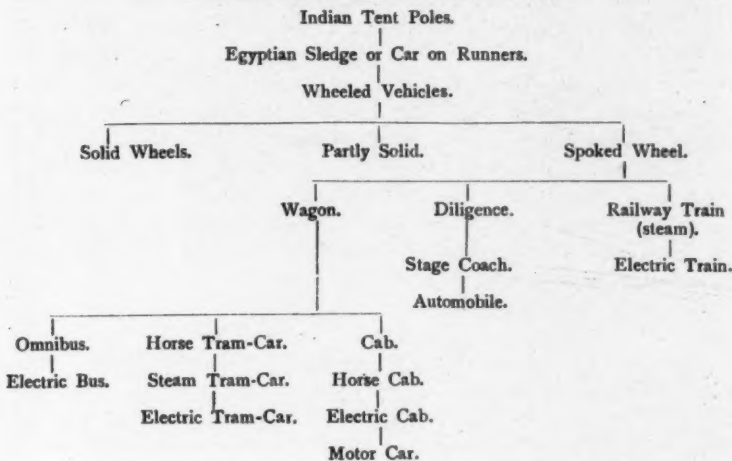 Indian Tent Poles.
Egyptian Sledge or Car on Runners.
Wheeled Vehicles.
Solid Wheels. Partly Solid. Spoked Wheel.
Wagon. Diligence. Railway Train
(steam).
Stage Coach. Electric Train.
Automobile.
Omnibus. Horse Tram-Car. Cab.
Electric Bus. Steam Tram-Car. Horse Cab.
Electric Tram-Car. Electric Cab.
Motor Car.